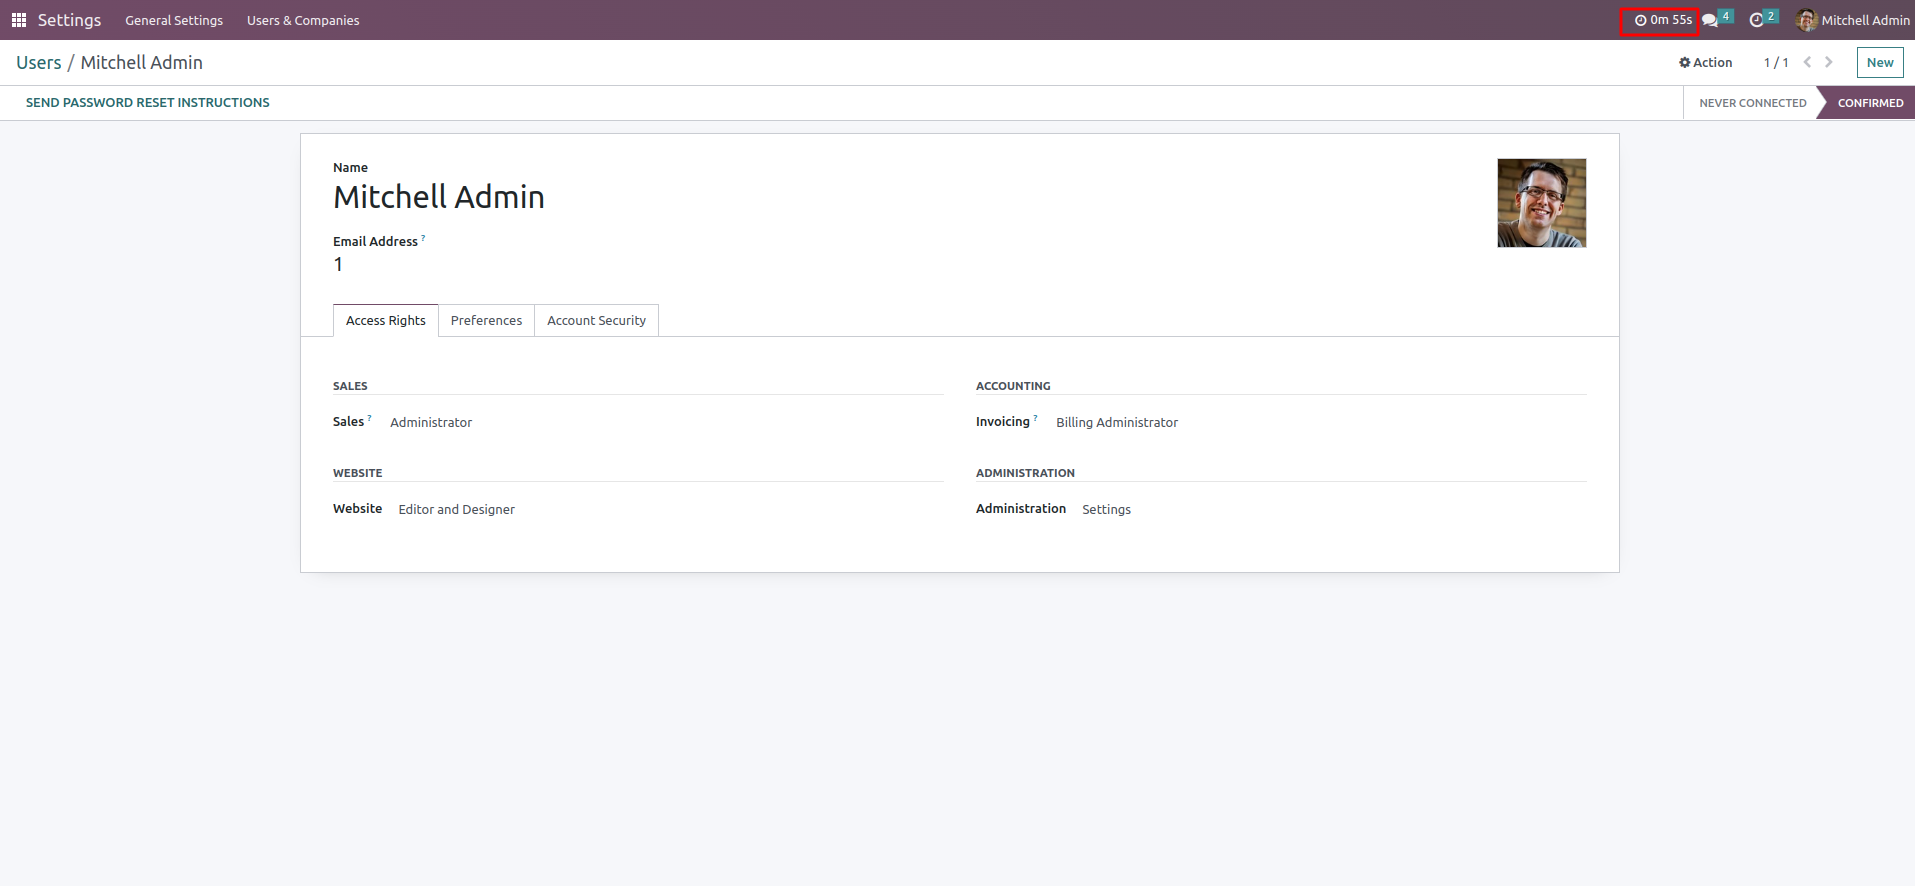 Settings General Settings Users & Companies 0m 55s 4 2 Mitchell Admin
Users / Mitchell Admin Action 1 / 1 New
SEND PASSWORD RESET INSTRUCTIONS NEVER CONNECTED CONFIRMED
Name
Mitchell Admin
Email Address ?
1
Access Rights Preferences Account Security
SALES ACCOUNTING
Sales ? Administrator Invoicing ? Billing Administrator
WEBSITE ADMINISTRATION
Website Editor and Designer Administration Settings